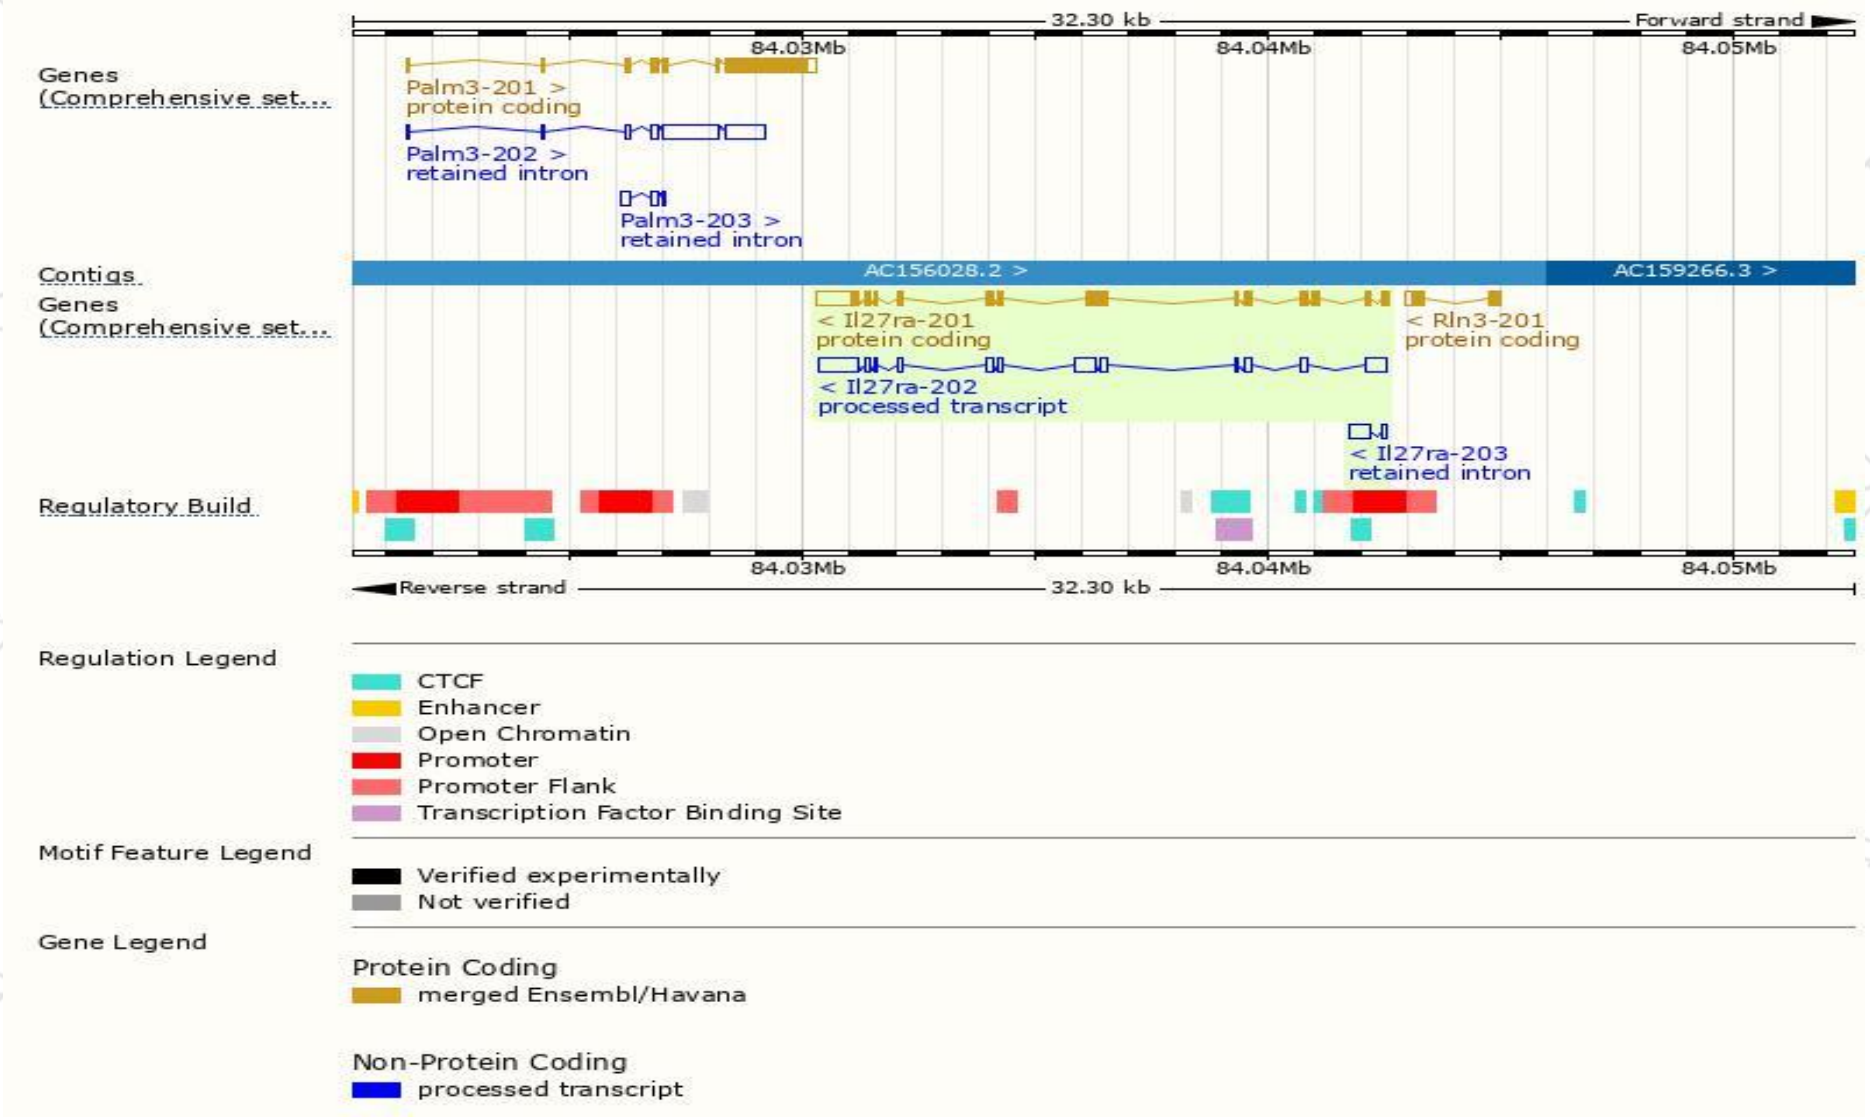 32.30 kb Forward strand
84.03Mb 84.04Mb 84.05Mb
Genes
(Comprehensive set...
Palm3-201 >
protein coding
Palm3-202 >
retained intron
Palm3-203 >
retained intron
Contigs AC156028.2 > AC159266.3 >
Genes
(Comprehensive set...
< Il27ra-201 < Rln3-201
protein coding protein coding
< Il27ra-202
processed transcript
< Il27ra-203
retained intron
Regulatory Build
84.03Mb 84.04Mb 84.05Mb
Reverse strand 32.30 kb
Regulation Legend
CTCF
Enhancer
Open Chromatin
Promoter
Promoter Flank
Transcription Factor Binding Site
Motif Feature Legend
Verified experimentally
Not verified
Gene Legend
Protein Coding
merged Ensembl/Havana
Non-Protein Coding
processed transcript